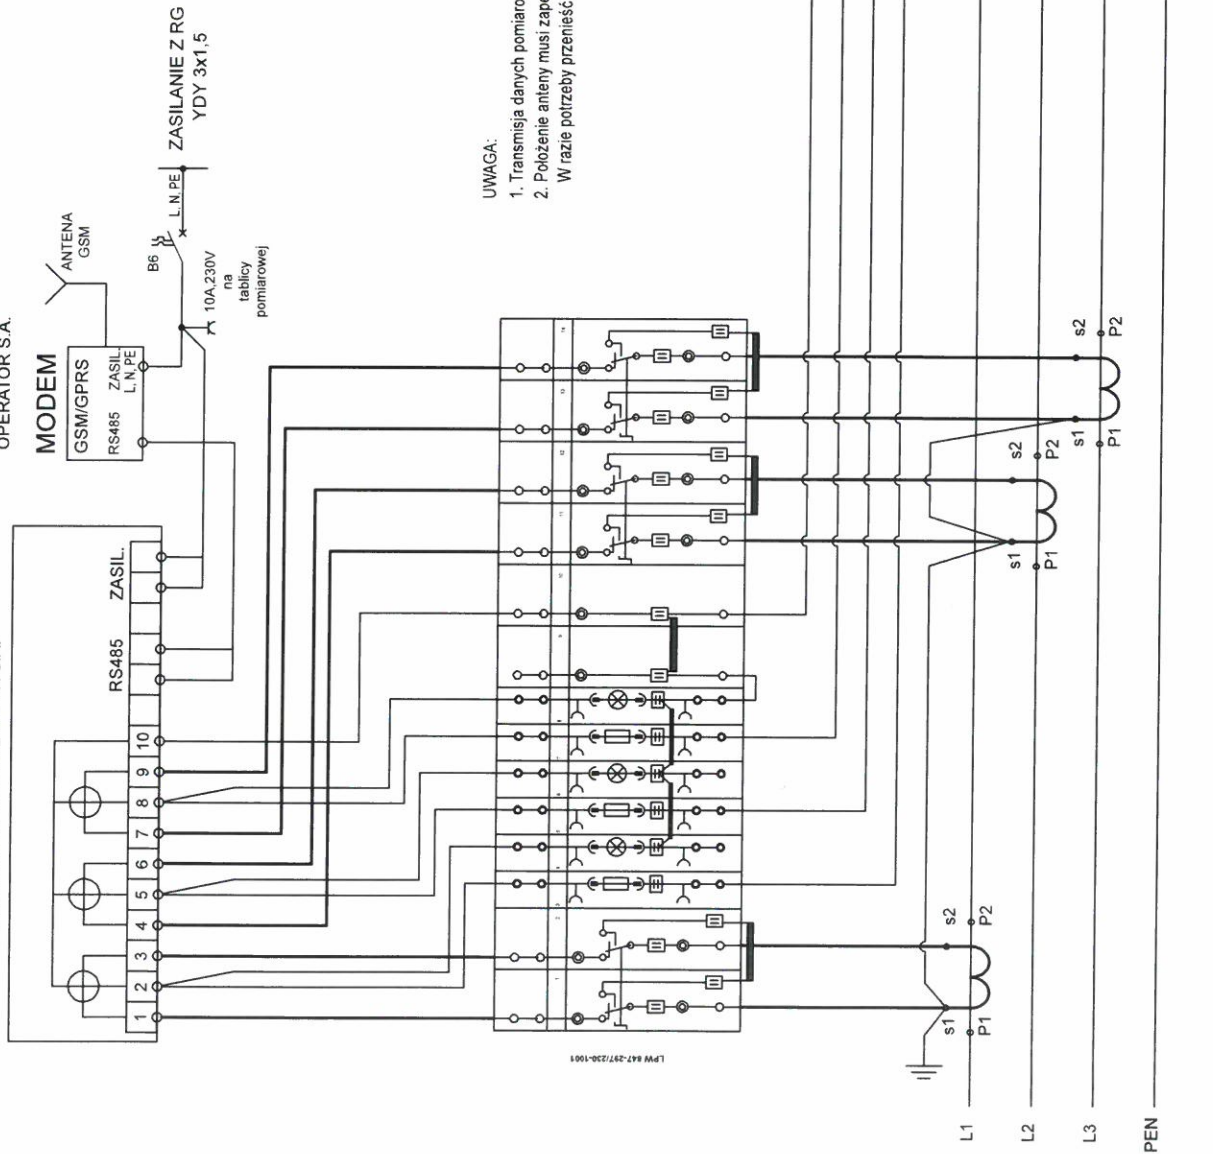 OPERATOR S.A.
MODEM
GSM/GPRS
RS485
ZASIL.
L, N, PE
ANTENA
GSM
B6
L, N, PE
ZASILANIE Z RG
YDY 3x1,5
10A,230V
na
tablicy
pomiarowej
UWAGA:
1. Transmisja danych
2. Położenie anteny musi
W razie potrzeby przenieść
ZASIL.
RS485
10
9
8
7
6
5
4
3
2
1
LPW 847-297/230-1001
s2
P2
s1
P1
s2
P2
s1
P1
s2
P2
s1
P1
L1
L2
L3
PEN